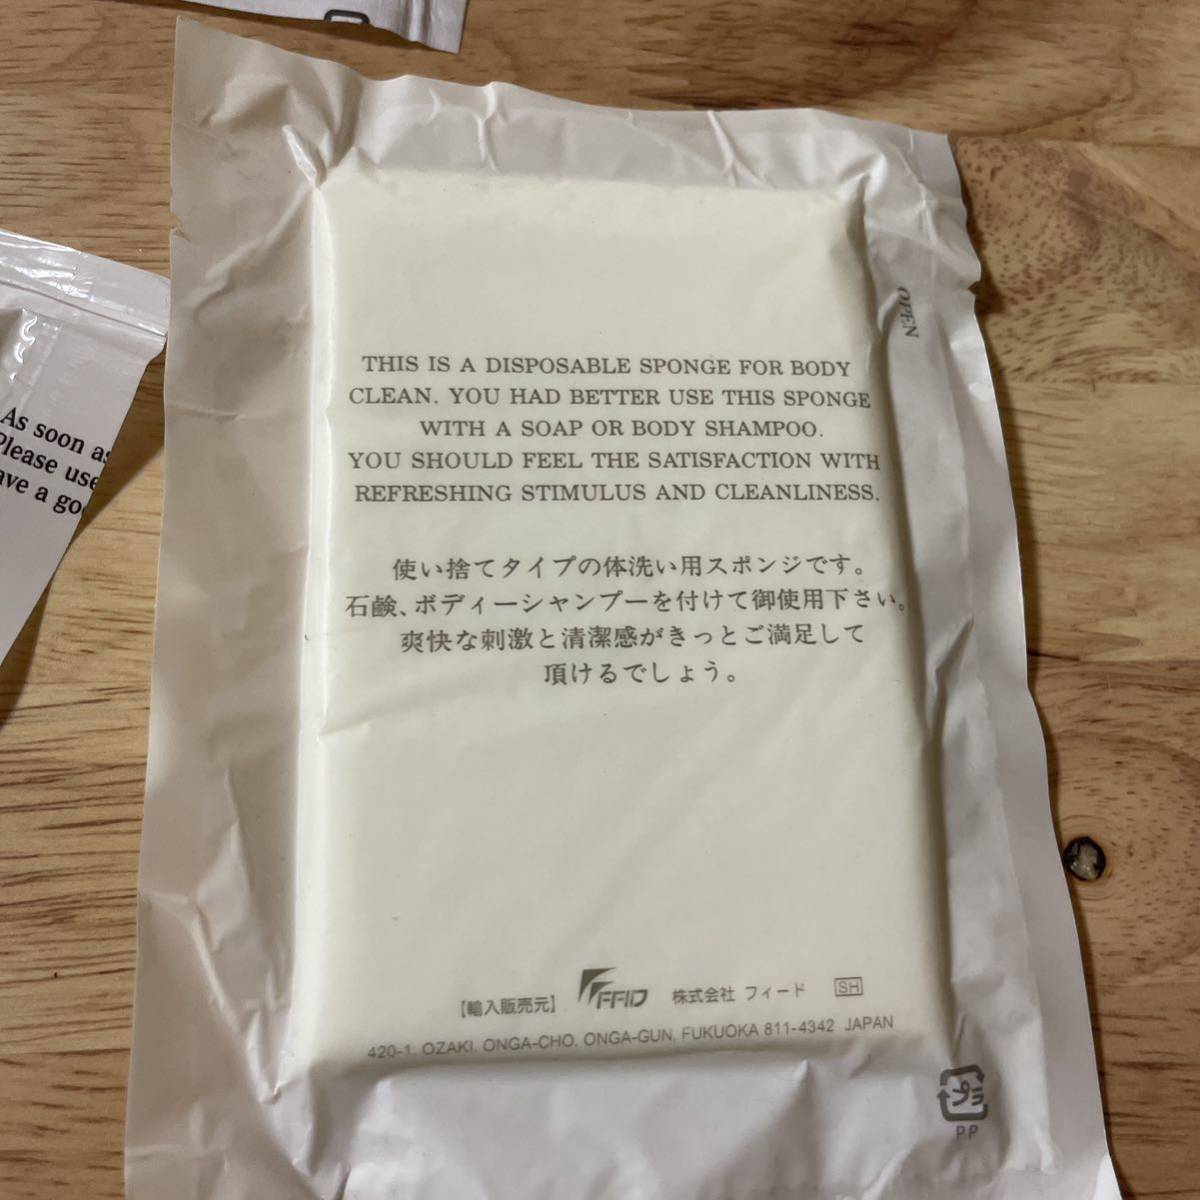 As soon as
Please use
OPEN
THIS IS A DISPOSABLE SPONGE FOR BODY
CLEAN. YOU HAD BETTER USE THIS SPONGE
WITH A SOAP OR BODY SHAMPOO.
YOU SHOULD FEEL THE SATISFACTION WITH
REFRESHING STIMULUS AND CLEANLINESS.
使い捨てタイプの体洗い用スポンジです。
石鹸、ボディーシャンプーを付けて御使用下さい。
爽快な刺激と清潔感がきっとご満足して
頂けるでしょう。
【輸入販売元】 FFID 株式会社 フィード SH
420-1, OZAKI, ONGA-CHO, ONGA-GUN, FUKUOKA 811-4342 JAPAN
プラ
PP